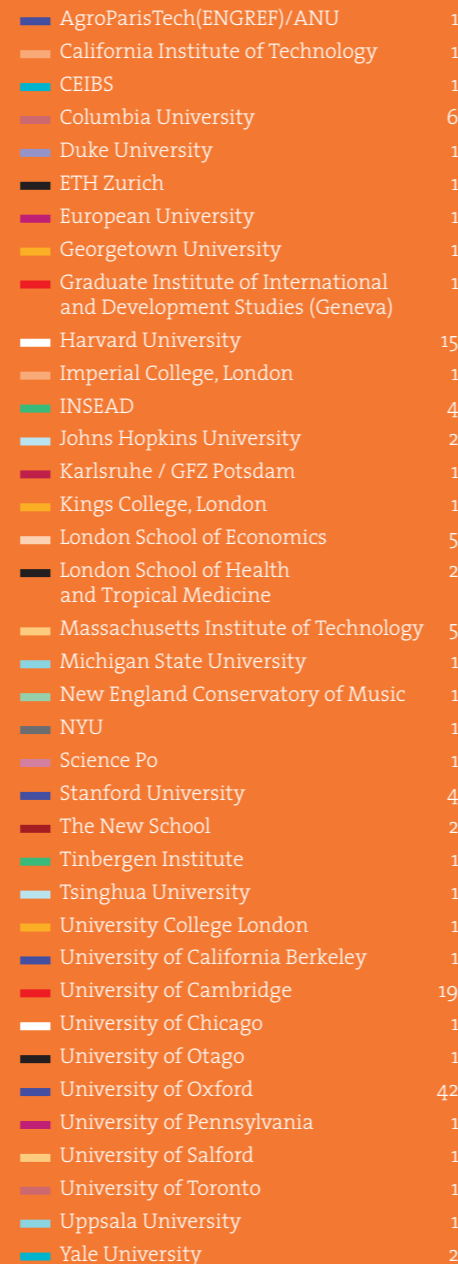 AgroParisTech(ENGREF)/ANU 1
California Institute of Technology 1
CEIBS 1
Columbia University 6
Duke University 1
ETH Zurich 1
European University 1
Georgetown University 1
Graduate Institute of International 1
and Development Studies (Geneva)
Harvard University 15
Imperial College, London 1
INSEAD 4
Johns Hopkins University 2
Karlsruhe / GFZ Potsdam 1
Kings College, London 1
London School of Economics 5
London School of Health 2
and Tropical Medicine
Massachusetts Institute of Technology 5
Michigan State University 1
New England Conservatory of Music 1
NYU 1
Science Po 1
Stanford University 4
The New School 2
Tinbergen Institute 1
Tsinghua University 1
University College London 1
University of California Berkeley 1
University of Cambridge 19
University of Chicago 1
University of Otago 1
University of Oxford 42
University of Pennsylvania 1
University of Salford 1
University of Toronto 1
Uppsala University 1
Yale University 2